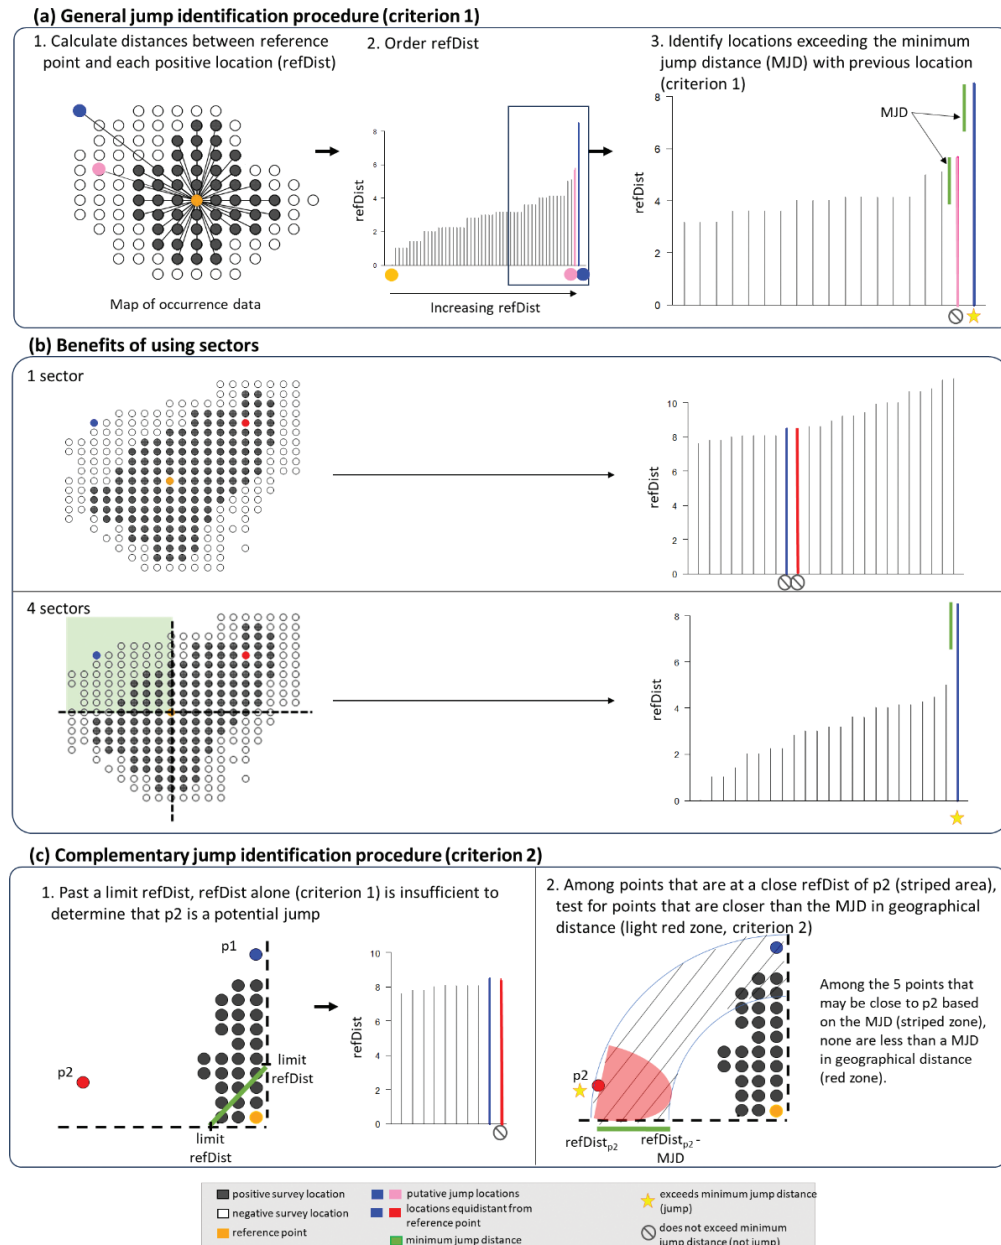 (a) General jump identification procedure (criterion 1)
1. Calculate distances between reference
point and each positive location (refDist)
2. Order refDist
3. Identify locations exceeding the minimum
jump distance (MJD) with previous location
(criterion 1)
Map of occurrence data
refDist
8
6
4
2
0
Increasing refDist
refDist
8
6
4
2
0
MJD
(b) Benefits of using sectors
1 sector
refDist
10
8
6
4
2
0
4 sectors
refDist
8
6
4
2
0
(c) Complementary jump identification procedure (criterion 2)
1. Past a limit refDist, refDist alone (criterion 1) is insufficient to
determine that p2 is a potential jump
p1
p2
limit
refDist
limit
refDist
refDist
10
8
6
4
2
0
2. Among points that are at a close refDist of p2 (striped area),
test for points that are closer than the MJD in geographical
distance (light red zone, criterion 2)
p2
refDistp2
refDistp2 -
MJD
Among the 5 points that
may be close to p2 based
on the MJD (striped zone),
none are less than a MJD
in geographical distance
(red zone).
positive survey location
negative survey location
reference point
putative jump locations
locations equidistant from
reference point
minimum jump distance
exceeds minimum jump distance
(jump)
does not exceed minimum
jump distance (not jump)